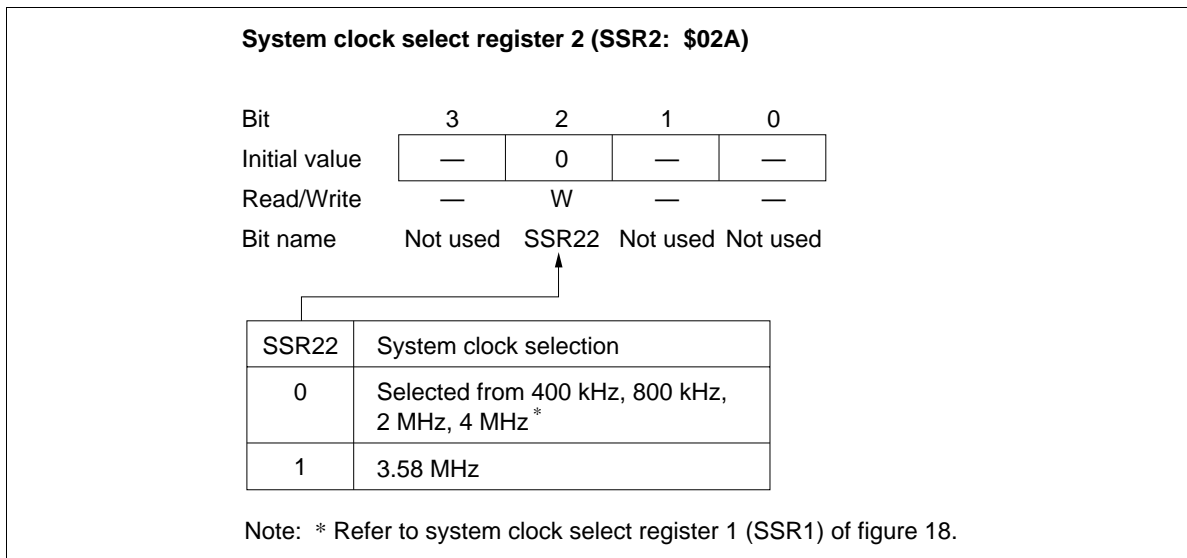 System clock select register 2 (SSR2: $02A)
Bit 3 2 1 0
Initial value — 0 — —
Read/Write — W — —
Bit name Not used SSR22 Not used Not used
SSR22 System clock selection
0 Selected from 400 kHz, 800 kHz,
2 MHz, 4 MHz*
1 3.58 MHz
Note: * Refer to system clock select register 1 (SSR1) of figure 18.